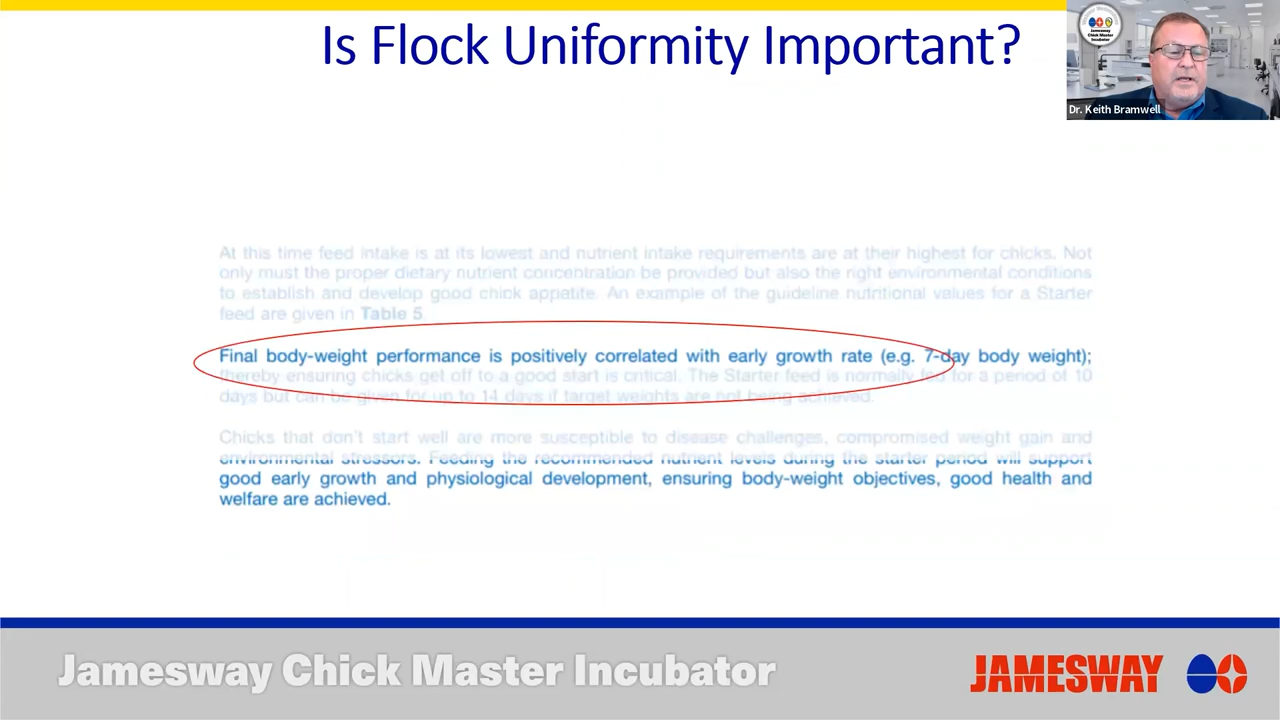 Is Flock Uniformity Important?
Jamesway
Chick Master
Incubator
Dr. Keith Bramwell
At this time feed intake is at its lowest and nutrient intake requirements are at their highest for chicks. Not
only must the proper dietary nutrient concentration be provided but also the right environmental conditions
to establish and develop good chick appetite. An example of the guideline nutritional values for a Starter
feed are given in Table 5.
Final body-weight performance is positively correlated with early growth rate (e.g. 7-day body weight);
thereby ensuring chicks get off to a good start is critical. The Starter feed is normally fed for a period of 10
days but can be given for up to 14 days if target weights are not being achieved.
Chicks that don't start well are more susceptible to disease challenges, compromised weight gain and
environmental stressors. Feeding the recommended nutrient levels during the starter period will support
good early growth and physiological development, ensuring body-weight objectives, good health and
welfare are achieved.
Jamesway Chick Master Incubator
JAMESWAY